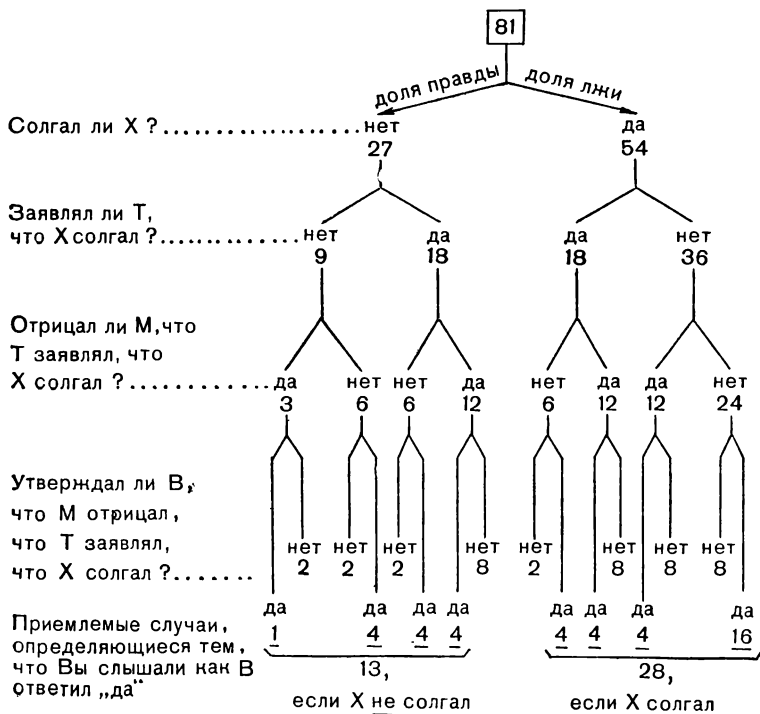 81
доля правды доля лжи
Солгал ли X ? нет да
27 54
Заявлял ли Т,
что X солгал ? нет да да нет
9 18 18 36
Отрицал ли М, что
Т заявлял, что
X солгал ? да нет нет да нет да да нет
3 6 6 12 6 12 12 24
Утверждал ли В,
что М отрицал,
что Т заявлял, нет нет нет нет нет нет нет нет
что X солгал ? 2 2 2 8 2 8 8 8
да да да да да да да да
Приемлемые случаи, 1 4 4 4 4 4 4 16
определяющиеся тем,
что Вы слышали как В 13, 28,
ответил „да“
если X не солгал если X солгал